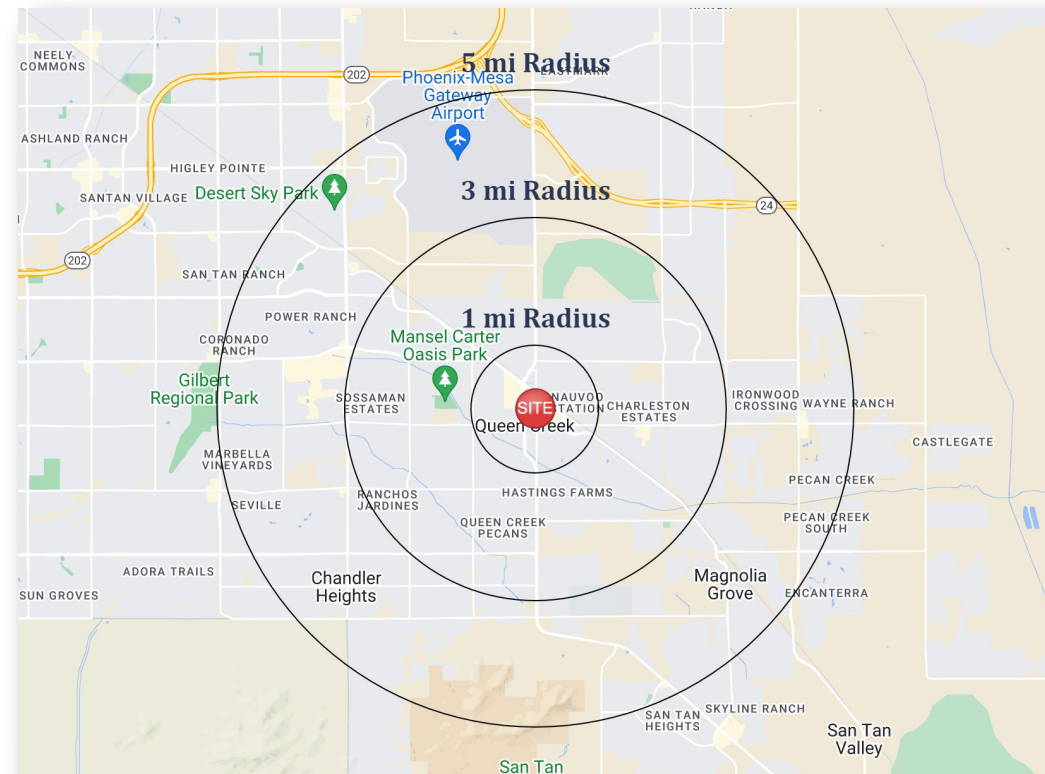 NEELY
COMMONS
5 mi Radius
EASTMARK
202
Phoenix-Mesa
Gateway
Airport
ASHLAND RANCH
HIGLEY POINTE
SANTAN VILLAGE
Desert Sky Park
3 mi Radius
24
202
SAN TAN RANCH
POWER RANCH
1 mi Radius
CORONADO
RANCH
Mansel Carter
Oasis Park
Gilbert
Regional Park
SOSSAMAN
ESTATES
SITE
NAUVOO
STATION
CHARLESTON
ESTATES
IRONWOOD
CROSSING
WAYNE RANCH
Queen Creek
CASTLEGATE
MARBELLA
VINEYARDS
PECAN CREEK
SEVILLE
RANCHOS
JARDINES
HASTINGS FARMS
QUEEN CREEK
PECANS
PECAN CREEK
SOUTH
ADORA TRAILS
Chandler
Heights
Magnolia
Grove
SUN GROVES
ENCANTERRA
SAN TAN
HEIGHTS
SKYLINE RANCH
San Tan
Valley
San Tan